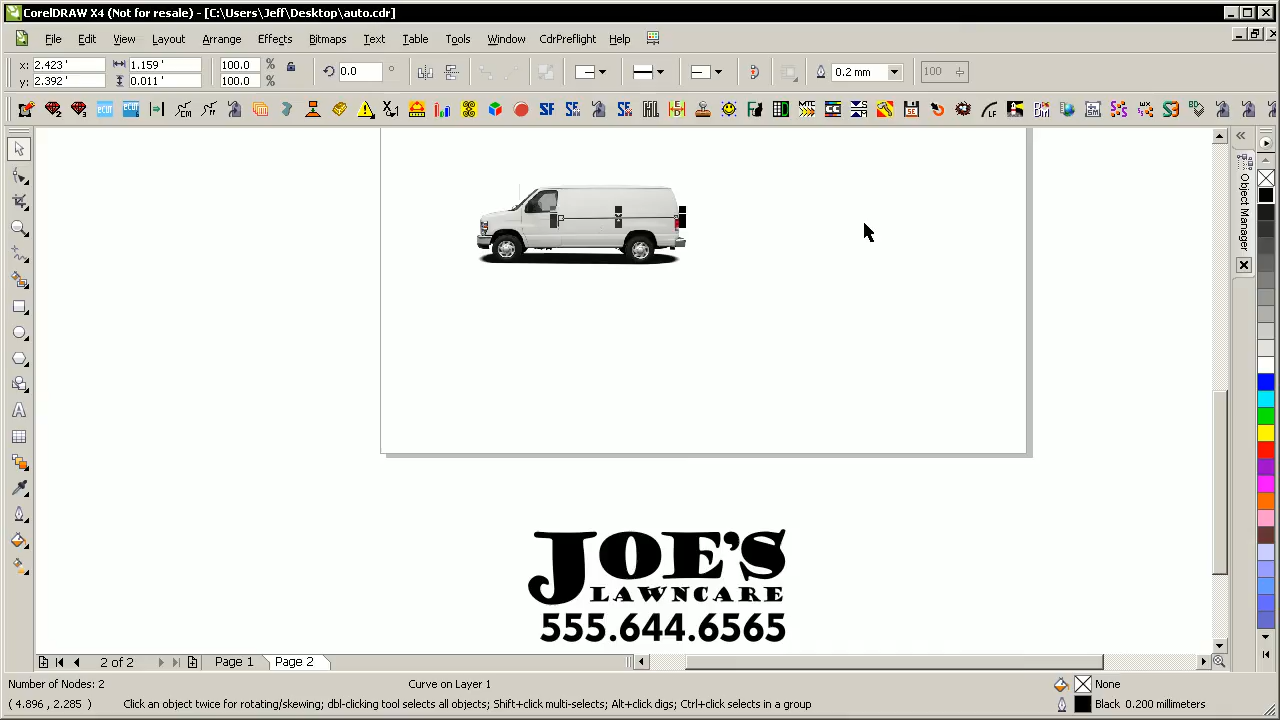 CorelDRAW X4 (Not for resale) - [C:\Users\Jeff\Desktop\auto.cdr]
File Edit View Layout Arrange Effects Bitmaps Text Table Tools Window InPreflight Help
x: 2.423' 1.159' 100.0 % 0.0 ° 0.2 mm 100
y: 2.392' 0.011' 100.0 %
Object Manager
JOE'S
LAWNCARE
555.644.6565
2 of 2 Page 1 Page 2
Number of Nodes: 2 Curve on Layer 1 None
( 4.896, 2.285 ) Click an object twice for rotating/skewing; dbl-clicking tool selects all objects; Shift+click multi-selects; Alt+click digs; Ctrl+click selects in a group Black 0.200 millimeters